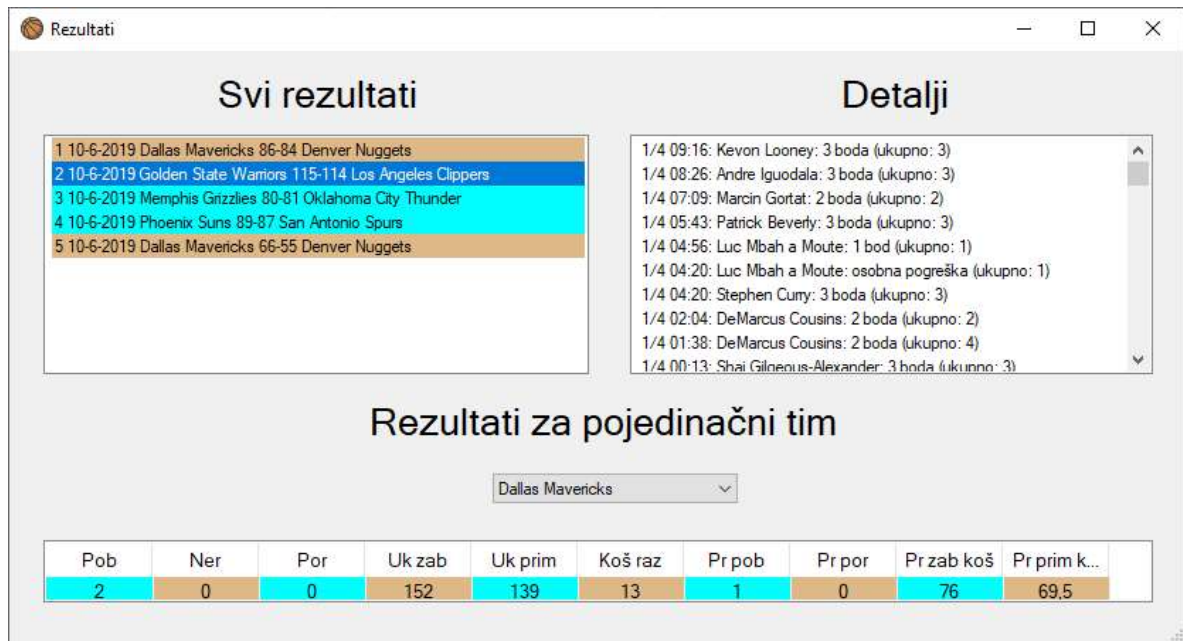 Rezultati
Svi rezultati
1 10-6-2019 Dallas Mavericks 86-84 Denver Nuggets
2 10-6-2019 Golden State Warriors 115-114 Los Angeles Clippers
3 10-6-2019 Memphis Grizzlies 80-81 Oklahoma City Thunder
4 10-6-2019 Phoenix Suns 89-87 San Antonio Spurs
5 10-6-2019 Dallas Mavericks 66-55 Denver Nuggets
Detalji
1/4 09:16: Kevon Looney: 3 boda (ukupno: 3)
1/4 08:26: Andre Iguodala: 3 boda (ukupno: 3)
1/4 07:09: Marcin Gortat: 2 boda (ukupno: 2)
1/4 05:43: Patrick Beverly: 3 boda (ukupno: 3)
1/4 04:56: Luc Mbah a Moute: 1 bod (ukupno: 1)
1/4 04:20: Luc Mbah a Moute: osobna pogreška (ukupno: 1)
1/4 04:20: Stephen Curry: 3 boda (ukupno: 3)
1/4 02:04: DeMarcus Cousins: 2 boda (ukupno: 2)
1/4 01:38: DeMarcus Cousins: 2 boda (ukupno: 4)
1/4 00:13: Shai Gilgeous-Alexander: 3 boda (ukupno: 3)
Rezultati za pojedinačni tim
Dallas Mavericks
Pob Ner Por Uk zab Uk prim Koš raz Pr pob Pr por Pr zab koš Pr prim k...
2 0 0 152 139 13 1 0 76 69,5